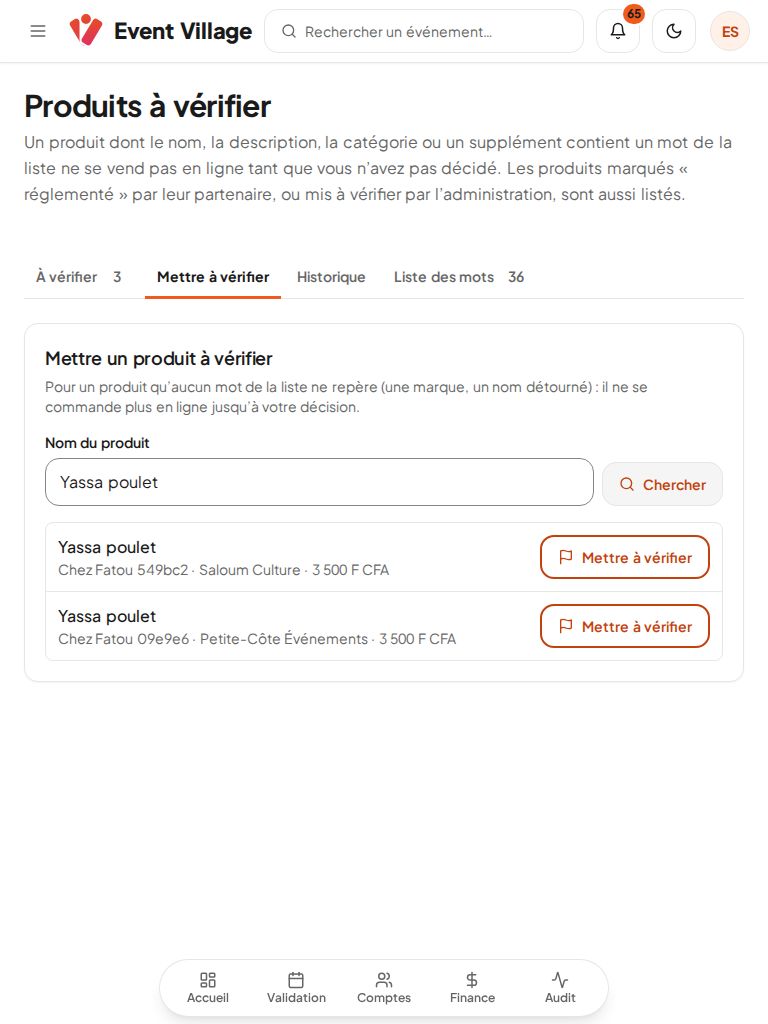 Event Village
Rechercher un événement…
65
ES
Produits à vérifier
Un produit dont le nom, la description, la catégorie ou un supplément contient un mot de la
liste ne se vend pas en ligne tant que vous n’avez pas décidé. Les produits marqués «
réglementé » par leur partenaire, ou mis à vérifier par l’administration, sont aussi listés.
À vérifier 3
Mettre à vérifier
Historique
Liste des mots 36
Mettre un produit à vérifier
Pour un produit qu’aucun mot de la liste ne repère (une marque, un nom détourné) : il ne se
commande plus en ligne jusqu’à votre décision.
Nom du produit
Yassa poulet
Chercher
Yassa poulet
Chez Fatou 549bc2 · Saloum Culture · 3 500 F CFA
Mettre à vérifier
Yassa poulet
Chez Fatou 09e9e6 · Petite-Côte Événements · 3 500 F CFA
Mettre à vérifier
Accueil
Validation
Comptes
Finance
Audit